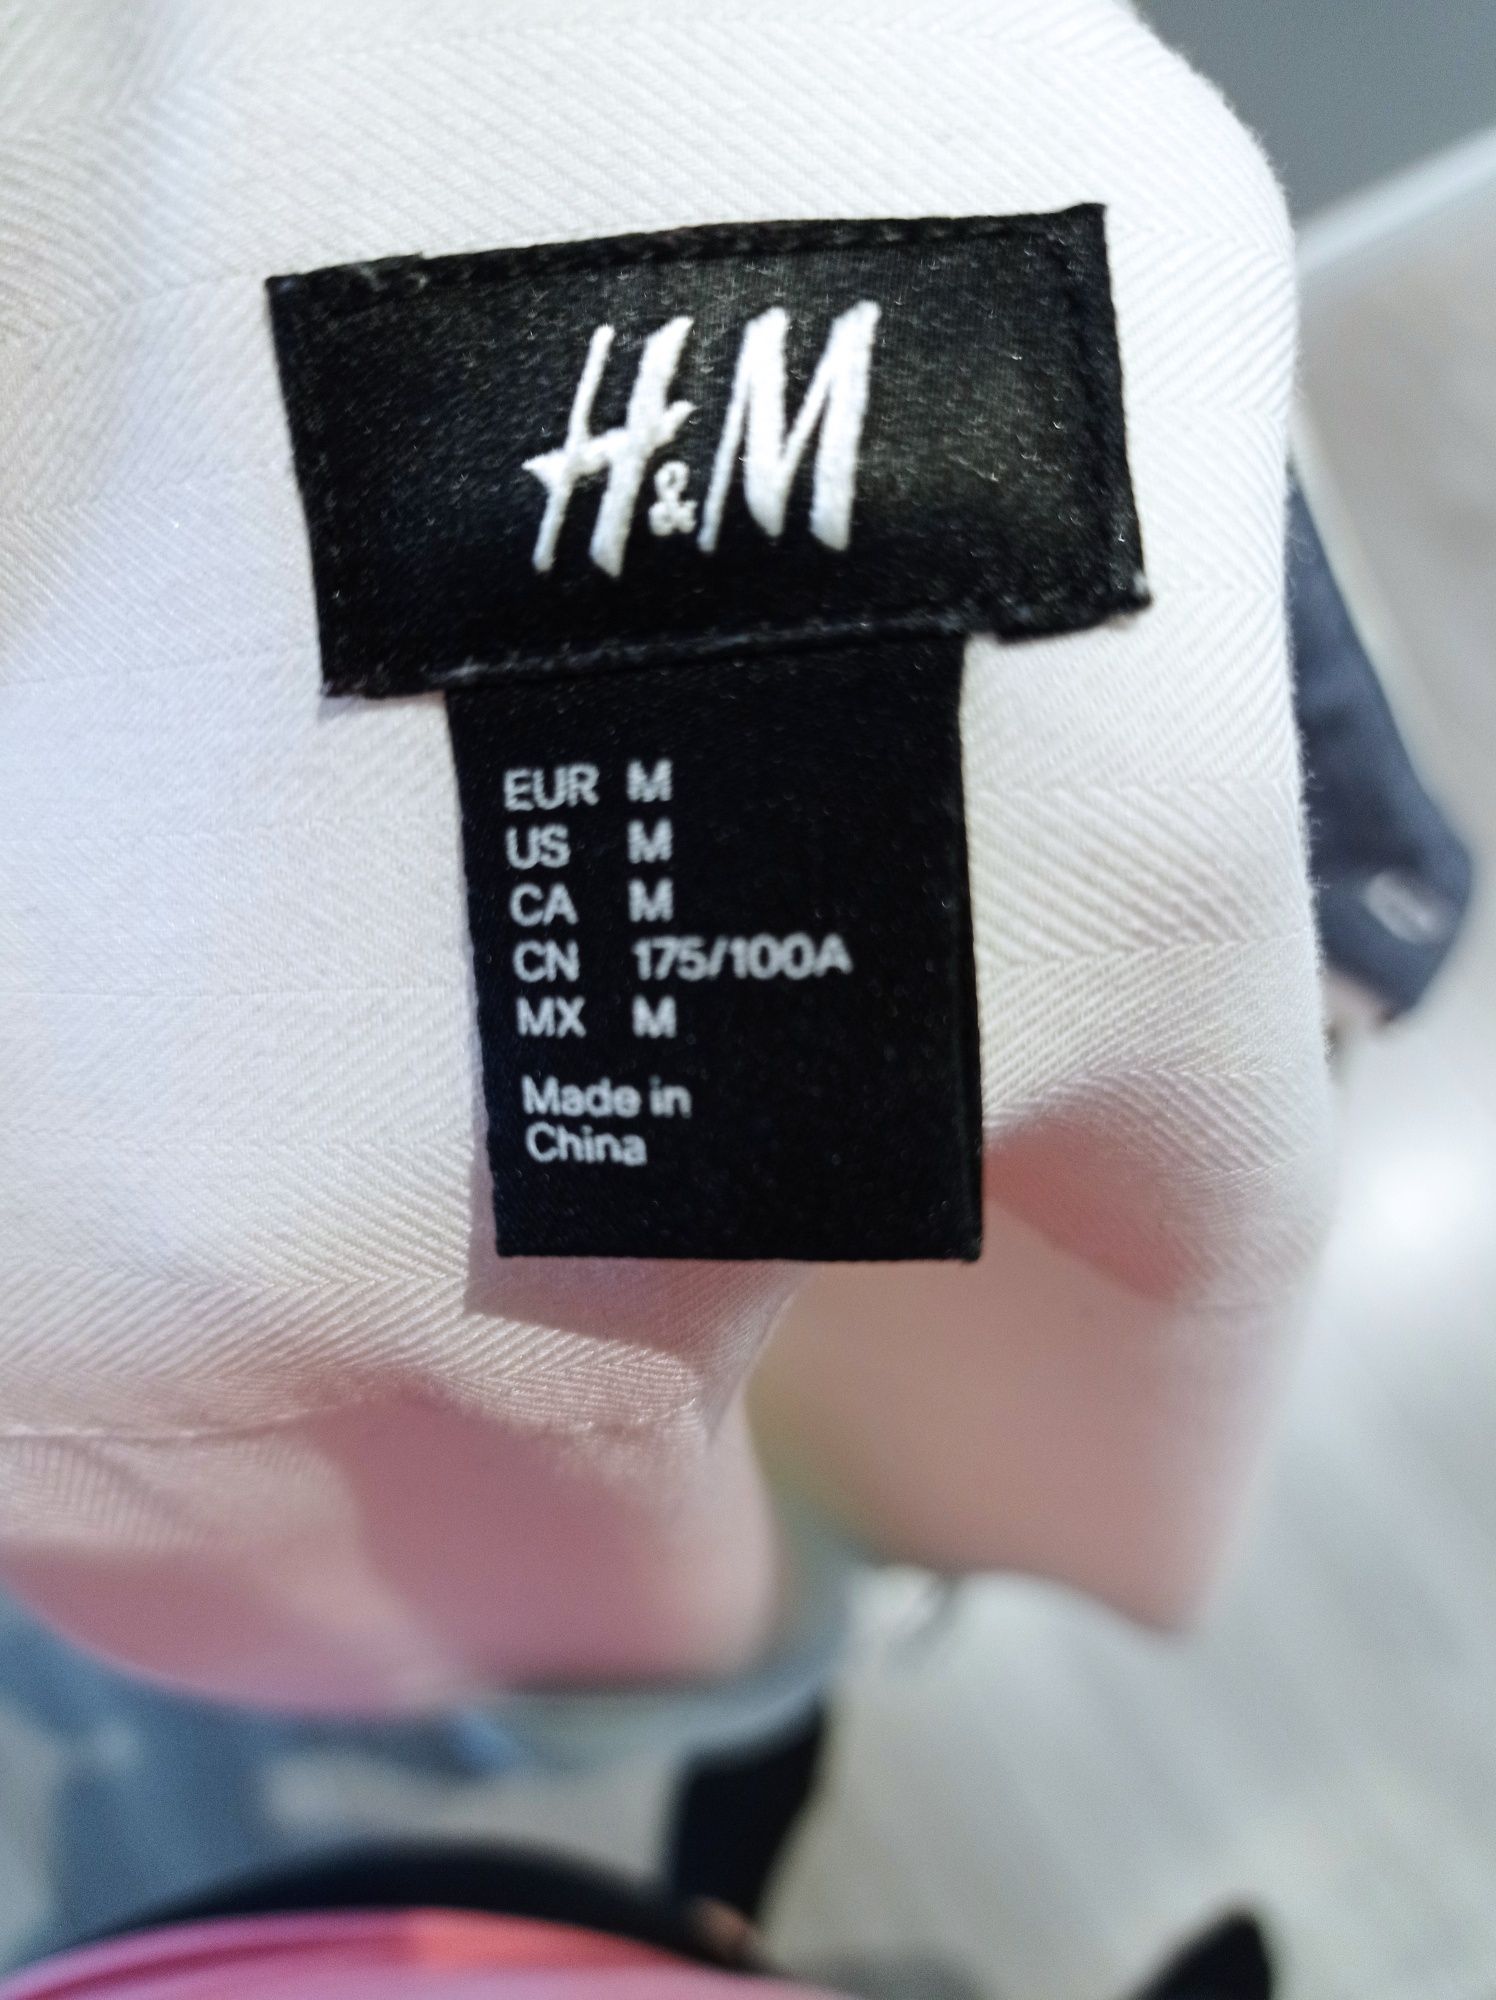 H&M
EUR M
US M
CA M
CN 175/100A
MX M
Made in
China